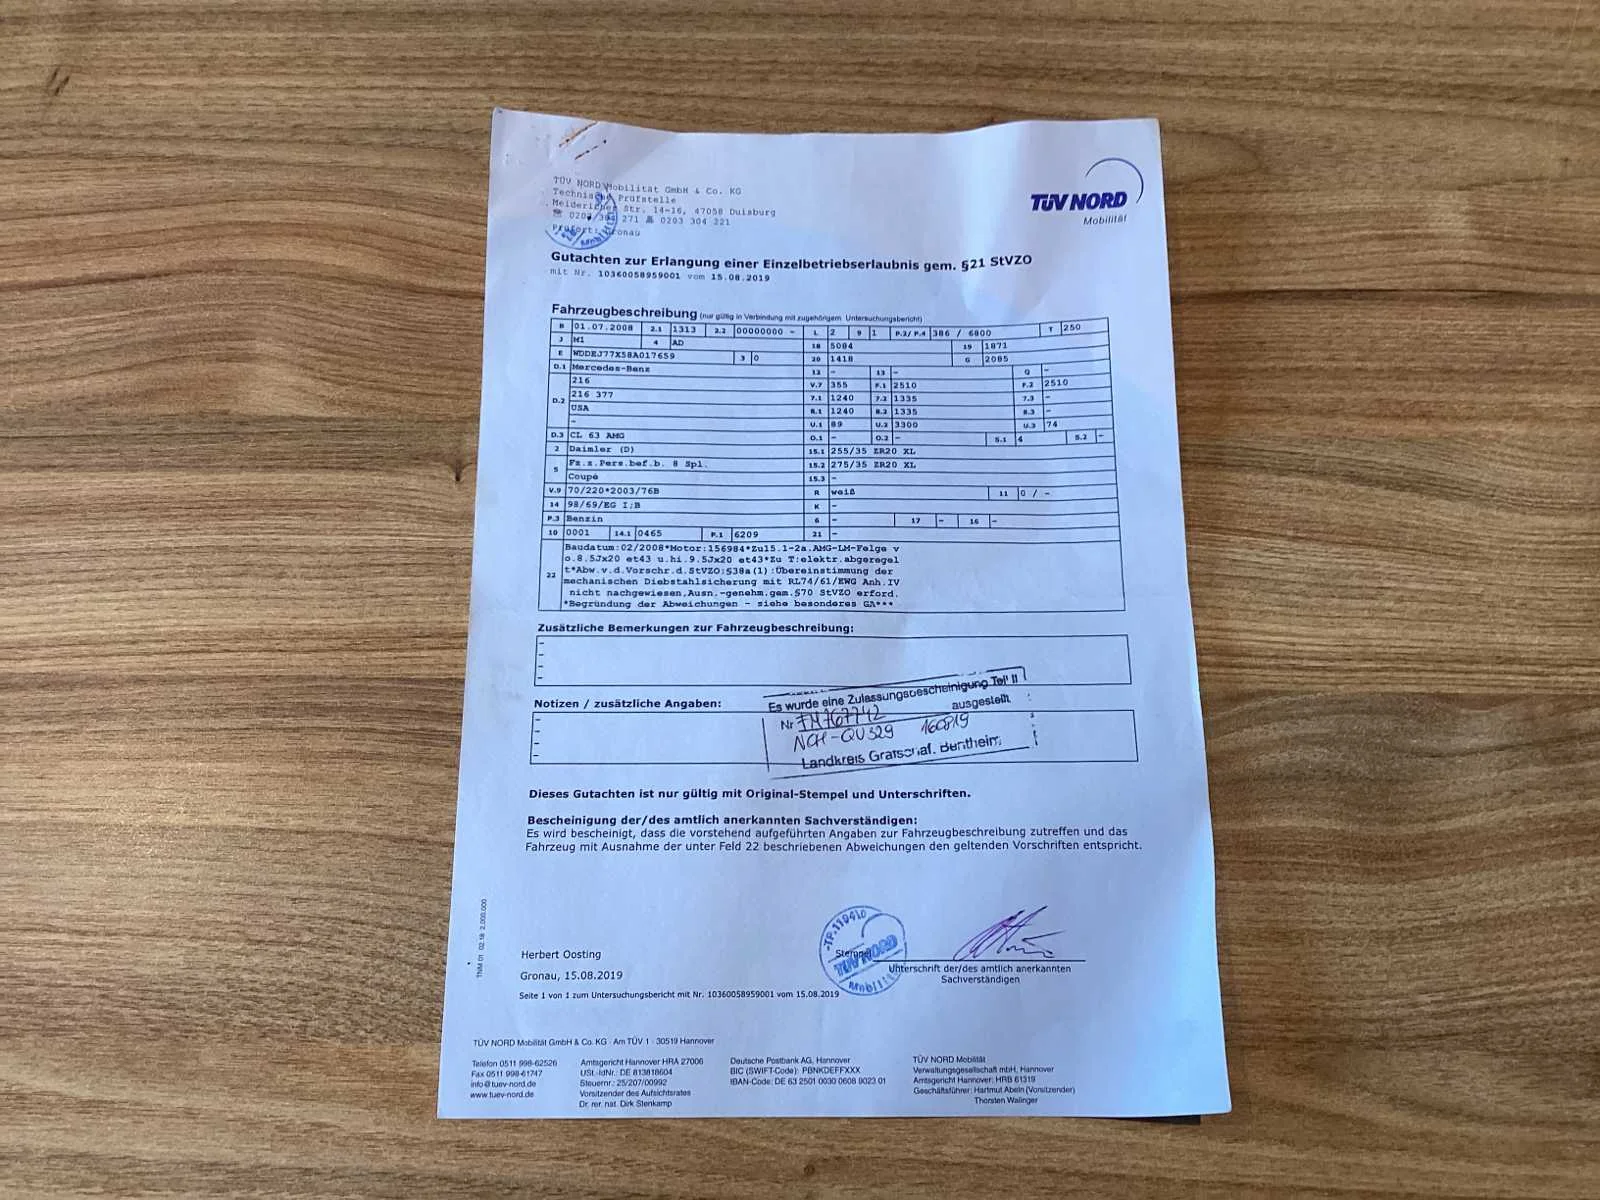 TÜV NORD Mobilität GmbH & Co. KG
Technische Prüfstelle
Meidericher Str. 14-16, 47058 Duisburg
☎ 0203 304 271 0203 304 221
Prüfort: Gronau
TÜV NORD
Mobilität
Gutachten zur Erlangung einer Einzelbetriebserlaubnis gem. §21 StVZO
mit Nr. 10360058959001 vom 15.08.2019
Fahrzeugbeschreibung (nur gültig in Verbindung mit zugehörigem Untersuchungsbericht)
B 01.07.2008 2.1 1313 2.2 00000000 - L 2 9 1 P.2/P.4 386 / 6800 T 250
J M1 4 AD 18 5084 19 1871
E WDDEJ77X58A017659 3 0 20 1418 G 2085
D.1 Mercedes-Benz 12 - 13 - Q -
D.2 216 V.7 355 F.1 2510 F.2 2510
216 377 7.1 1240 7.2 1335 7.3 -
USA 8.1 1240 8.2 1335 8.3 -
- U.1 89 U.2 3300 U.3 74
D.3 CL 63 AMG O.1 - O.2 - S.1 4 S.2 -
2 Daimler (D) 15.1 255/35 ZR20 XL
5 Fz.z.Pers.bef.b. 8 Spl. 15.2 275/35 ZR20 XL
Coupé 15.3 -
V.9 70/220*2003/76B R weiß 11 0 / -
14 98/69/EG I;B K -
P.3 Benzin 6 - 17 - 16 -
10 0001 14.1 0465 P.1 6209 21 -
22 Baudatum:02/2008*Motor:156984*Zu15.1-2a.AMG-LM-Felge v
o.8.5Jx20 et43 u.hi.9.5Jx20 et43*Zu T:elektr.abgeregel
t*Abw.v.d.Vorschr.d.StVZO:§38a(1):Übereinstimmung der
mechanischen Diebstahlsicherung mit RL74/61/EWG Anh.IV
nicht nachgewiesen,Ausn.-genehm.gem.§70 StVZO erford.
*Begründung der Abweichungen - siehe besonderes GA***
Zusätzliche Bemerkungen zur Fahrzeugbeschreibung:
-
-
-
-
Notizen / zusätzliche Angaben:
-
-
-
-
Es wurde eine Zulassungsbescheinigung Teil II
Nr FM767742 ausgestellt
NOH-QU329 160819
Landkreis Grafschaf. Bentheim
Dieses Gutachten ist nur gültig mit Original-Stempel und Unterschriften.
Bescheinigung der/des amtlich anerkannten Sachverständigen:
Es wird bescheinigt, dass die vorstehend aufgeführten Angaben zur Fahrzeugbeschreibung zutreffen und das
Fahrzeug mit Ausnahme der unter Feld 22 beschriebenen Abweichungen den geltenden Vorschriften entspricht.
TNM 01 02.18 2.000.000
-TP.119410
TÜV NORD
Mobilität
Herbert Oosting
Stempel
Gronau, 15.08.2019
Unterschrift der/des amtlich anerkannten
Sachverständigen
Seite 1 von 1 zum Untersuchungsbericht mit Nr. 10360058959001 vom 15.08.2019
TÜV NORD Mobilität GmbH & Co. KG · Am TÜV 1 · 30519 Hannover
Telefon 0511 998-62526
Fax 0511 998-61747
info@tuev-nord.de
www.tuev-nord.de
Amtsgericht Hannover HRA 27006
USt.-IdNr.: DE 813818604
Steuernr.: 25/207/00992
Vorsitzender des Aufsichtsrates
Dr. rer. nat. Dirk Stenkamp
Deutsche Postbank AG, Hannover
BIC (SWIFT-Code): PBNKDEFFXXX
IBAN-Code: DE 63 2501 0030 0608 9023 01
TÜV NORD Mobilität
Verwaltungsgesellschaft mbH, Hannover
Amtsgericht Hannover: HRB 61319
Geschäftsführer: Hartmut Abeln (Vorsitzender)
Thorsten Walinger